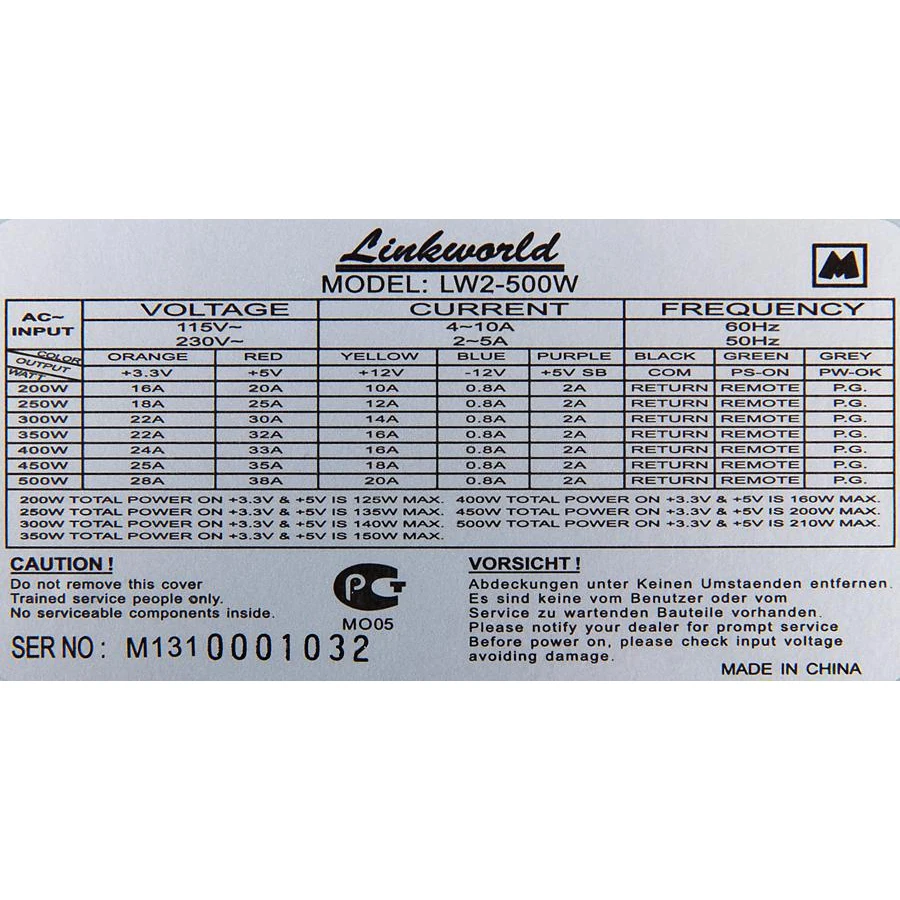 Linkworld
MODEL: LW2-500W
M
AC~ INPUT VOLTAGE CURRENT FREQUENCY
115V~ 4~10A 60Hz
230V~ 2~5A 50Hz
COLOR OUTPUT WATT ORANGE RED YELLOW BLUE PURPLE BLACK GREEN GREY
+3.3V +5V +12V -12V +5V SB COM PS-ON PW-OK
200W 16A 20A 10A 0.8A 2A RETURN REMOTE P.G.
250W 18A 25A 12A 0.8A 2A RETURN REMOTE P.G.
300W 22A 30A 14A 0.8A 2A RETURN REMOTE P.G.
350W 22A 32A 16A 0.8A 2A RETURN REMOTE P.G.
400W 24A 33A 16A 0.8A 2A RETURN REMOTE P.G.
450W 25A 35A 18A 0.8A 2A RETURN REMOTE P.G.
500W 28A 38A 20A 0.8A 2A RETURN REMOTE P.G.
200W TOTAL POWER ON +3.3V & +5V IS 125W MAX. 400W TOTAL POWER ON +3.3V & +5V IS 160W MAX.
250W TOTAL POWER ON +3.3V & +5V IS 135W MAX. 450W TOTAL POWER ON +3.3V & +5V IS 200W MAX.
300W TOTAL POWER ON +3.3V & +5V IS 140W MAX. 500W TOTAL POWER ON +3.3V & +5V IS 210W MAX.
350W TOTAL POWER ON +3.3V & +5V IS 150W MAX.
CAUTION !
Do not remove this cover
Trained service people only.
No serviceable components inside.
SER NO : M1310001032
РСТ
MO05
VORSICHT !
Abdeckungen unter Keinen Umstaenden entfernen.
Es sind keine vom Benutzer oder vom
Service zu wartenden Bauteile vorhanden.
Please notify your dealer for prompt service
Before power on, please check input voltage
avoiding damage.
MADE IN CHINA